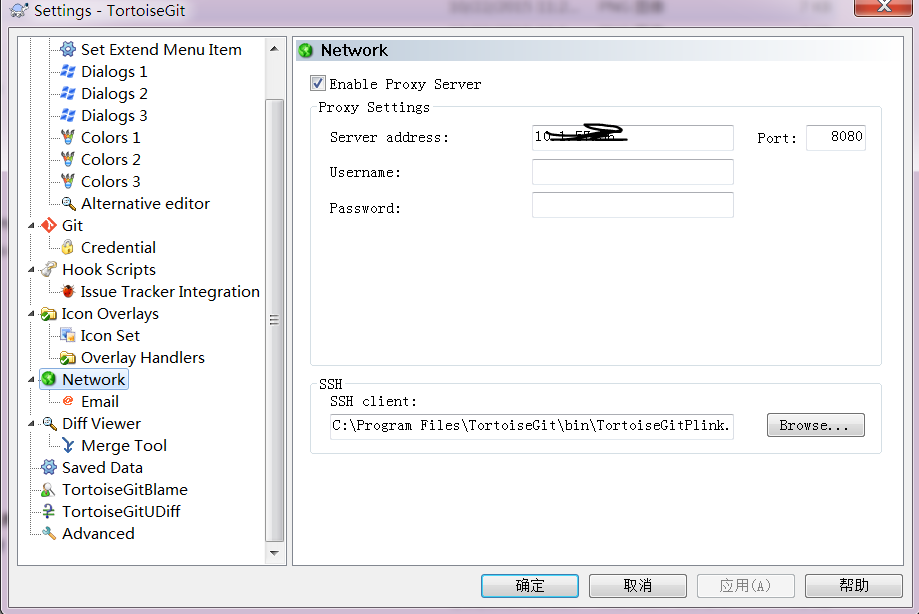 Settings - TortoiseGit
Set Extend Menu Item
Dialogs 1
Dialogs 2
Dialogs 3
Colors 1
Colors 2
Colors 3
Alternative editor
Git
Credential
Hook Scripts
Issue Tracker Integration
Icon Overlays
Icon Set
Overlay Handlers
Network
Email
Diff Viewer
Merge Tool
Saved Data
TortoiseGitBlame
TortoiseGitUDiff
Advanced
Network
Enable Proxy Server
Proxy Settings
Server address:
Port: 8080
Username:
Password:
SSH
SSH client:
C:\Program Files\TortoiseGit\bin\TortoiseGitPlink.
Browse...
确定 取消 应用(A) 帮助